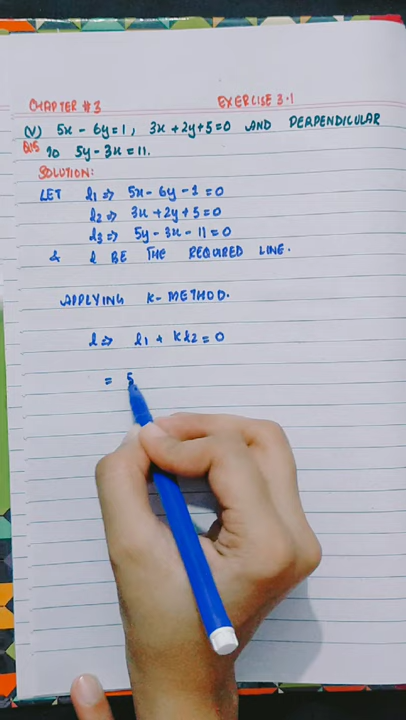 CHAPTER #3 EXERCISE 3.1
(V) 5x - 6y=1, 3x+2y+5=0 AND PERPENDICULAR
Q.5 TO 5y-3x=11.
SOLUTION:
LET l1 => 5x-6y-1=0
l2 => 3x+2y+5=0
l3 => 5y-3x-11=0
& l BE THE REQUIRED LINE.
APPLYING K-METHOD.
l => l1 + Kl2 = 0
= 5